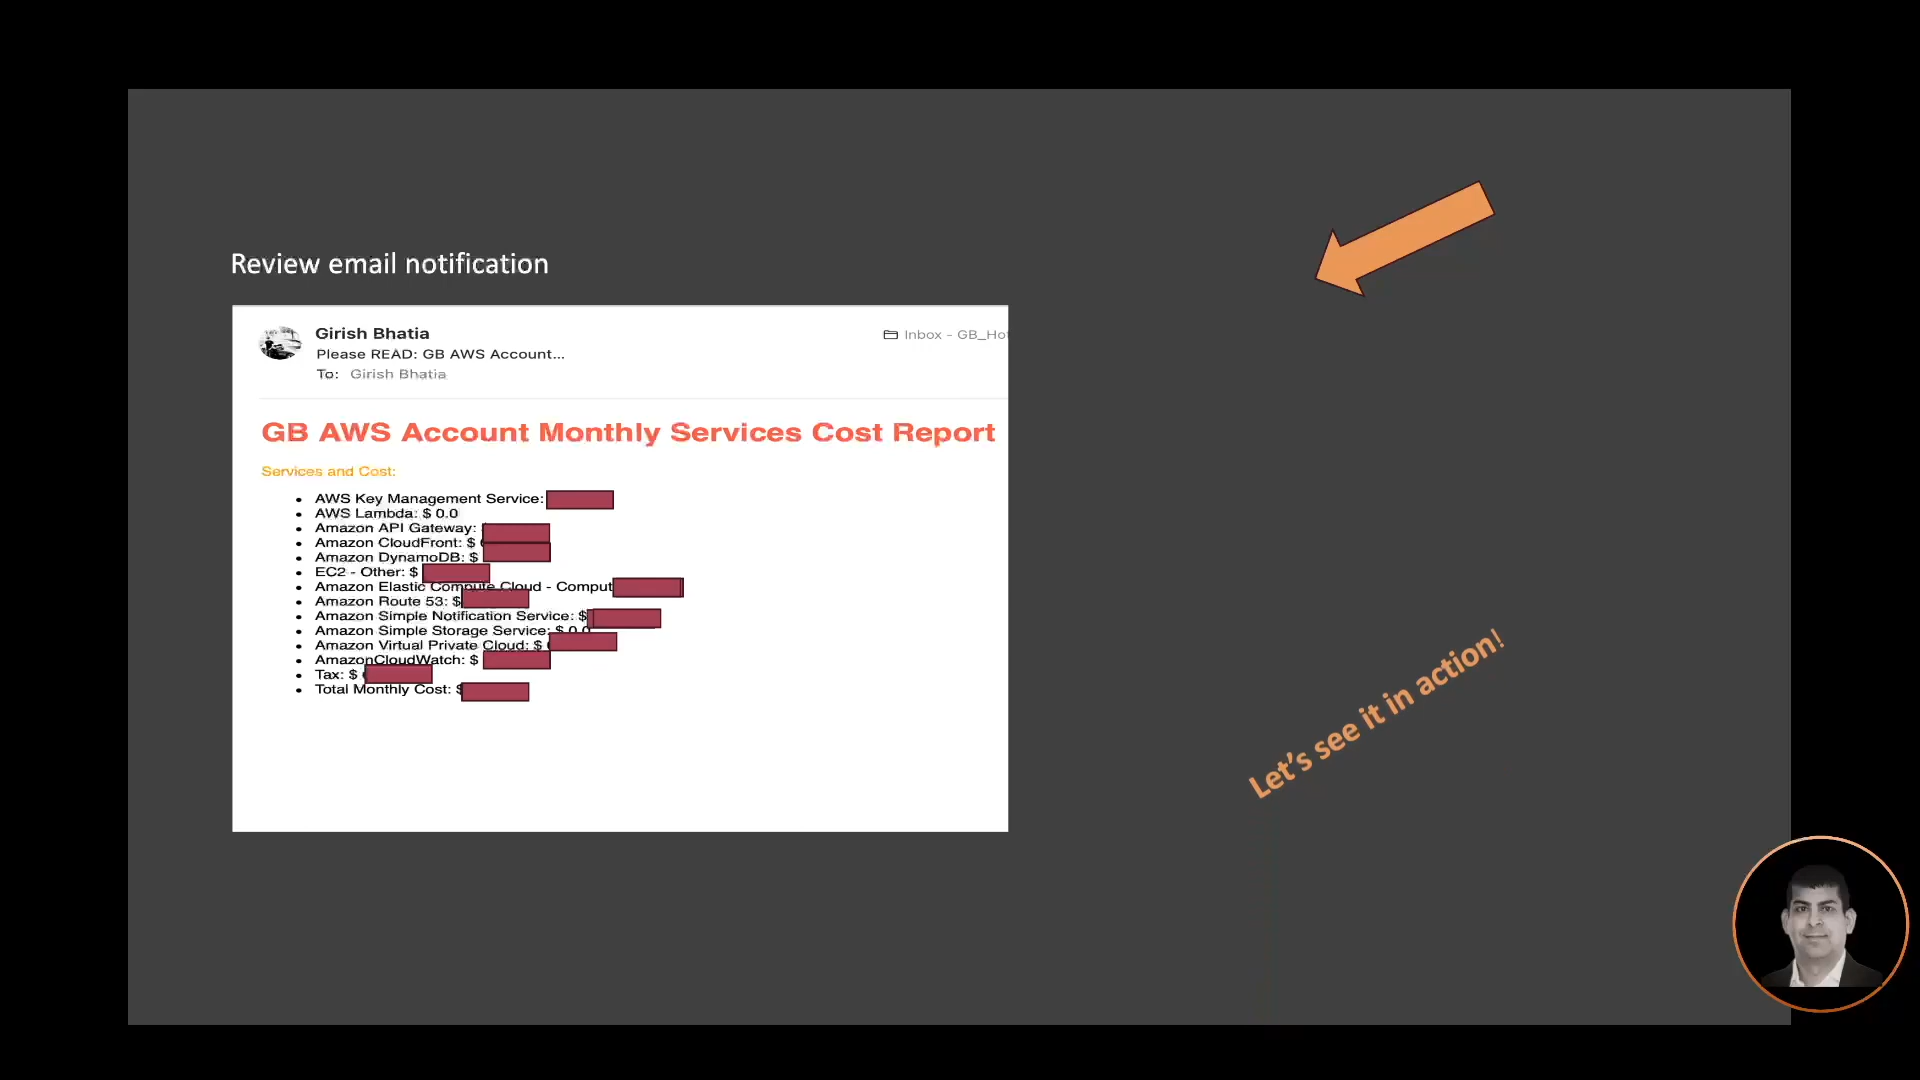 Review email notification
Girish Bhatia
Inbox - GB_Hot
Please READ: GB AWS Account...
To: Girish Bhatia
GB AWS Account Monthly Services Cost Report
Services and Cost:
• AWS Key Management Service:
• AWS Lambda: $ 0.0
• Amazon API Gateway:
• Amazon CloudFront: $
• Amazon DynamoDB: $
• EC2 - Other: $
• Amazon Elastic Compute Cloud - Comput
• Amazon Route 53: $
• Amazon Simple Notification Service: $
• Amazon Simple Storage Service: $ 0.0
• Amazon Virtual Private Cloud: $
• AmazonCloudWatch: $
• Tax: $
• Total Monthly Cost: $
Let's see it in action!